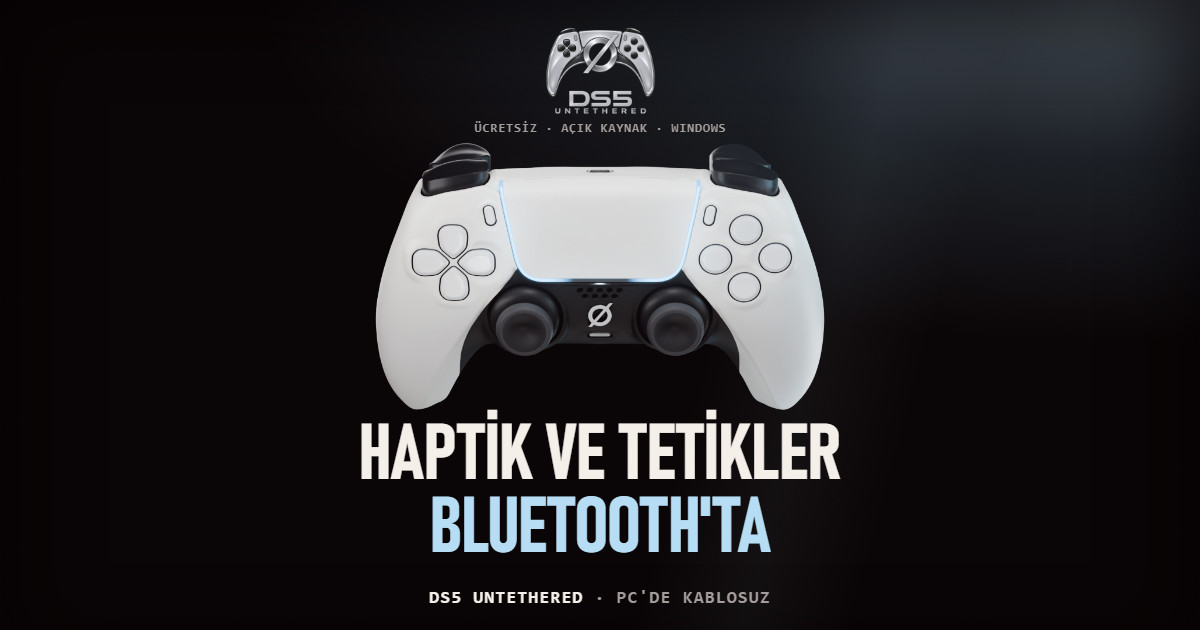 DS5
UNTETHERED
ÜCRETSİZ · AÇIK KAYNAK · WINDOWS
HAPTİK VE TETİKLER
BLUETOOTH'TA
DS5 UNTETHERED · PC'DE KABLOSUZ